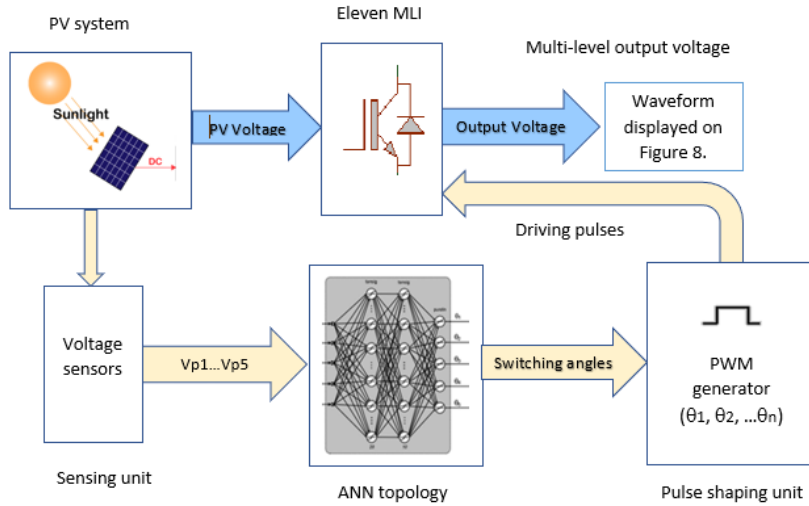 PV system
Eleven MLI
Multi-level output voltage
Sunlight
DC
PV Voltage
Output Voltage
Waveform
displayed on
Figure 8.
Driving pulses
Voltage
sensors
Vp1...Vp5
Switching angles
PWM
generator
(θ1, θ2, ...θn)
Sensing unit
ANN topology
Pulse shaping unit